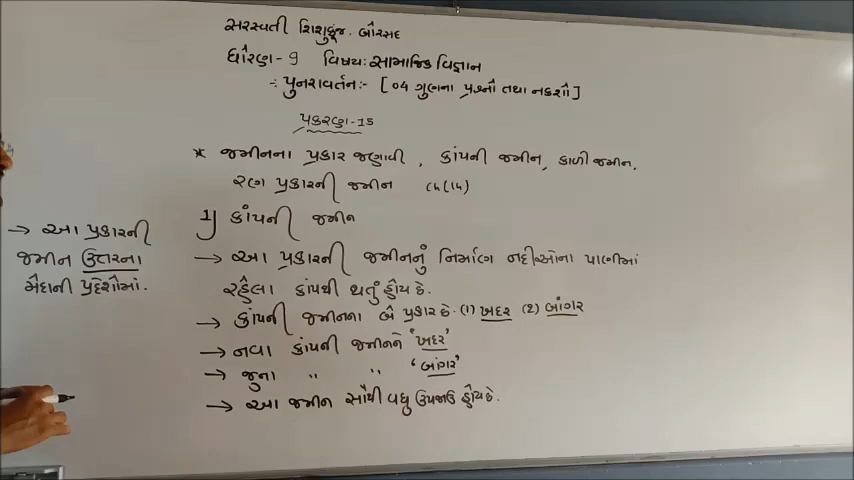 સરસ્વતી શિશુકુંજ. બોરસદ
ધોરણ - 9 વિષય: સામાજિક વિજ્ઞાન
-: પુનરાવર્તન:- [04 ગુણના પ્રશ્નો તથા નકશો]
પ્રકરણ - 15
* જમીનના પ્રકાર જણાવી, કાંપની જમીન, કાળી જમીન,
રણ પ્રકારની જમીન
1) કાંપની જમીન
→ આ પ્રકારની જમીનનું નિર્માણ નદીઓના પાણીમાં
રહેલા કાંપથી થતું હોય છે.
→ કાંપની જમીનના બે પ્રકાર છે. (1) ખદર (2) બાંગર
→ નવા કાંપની જમીનને 'ખદર'
→ જુના " " 'બાંગર'
→ આ જમીન સૌથી વધુ ઉપજાઉ હોય છે.
→ આ પ્રકારની
જમીન ઉત્તરના
મેદાની પ્રદેશોમાં.